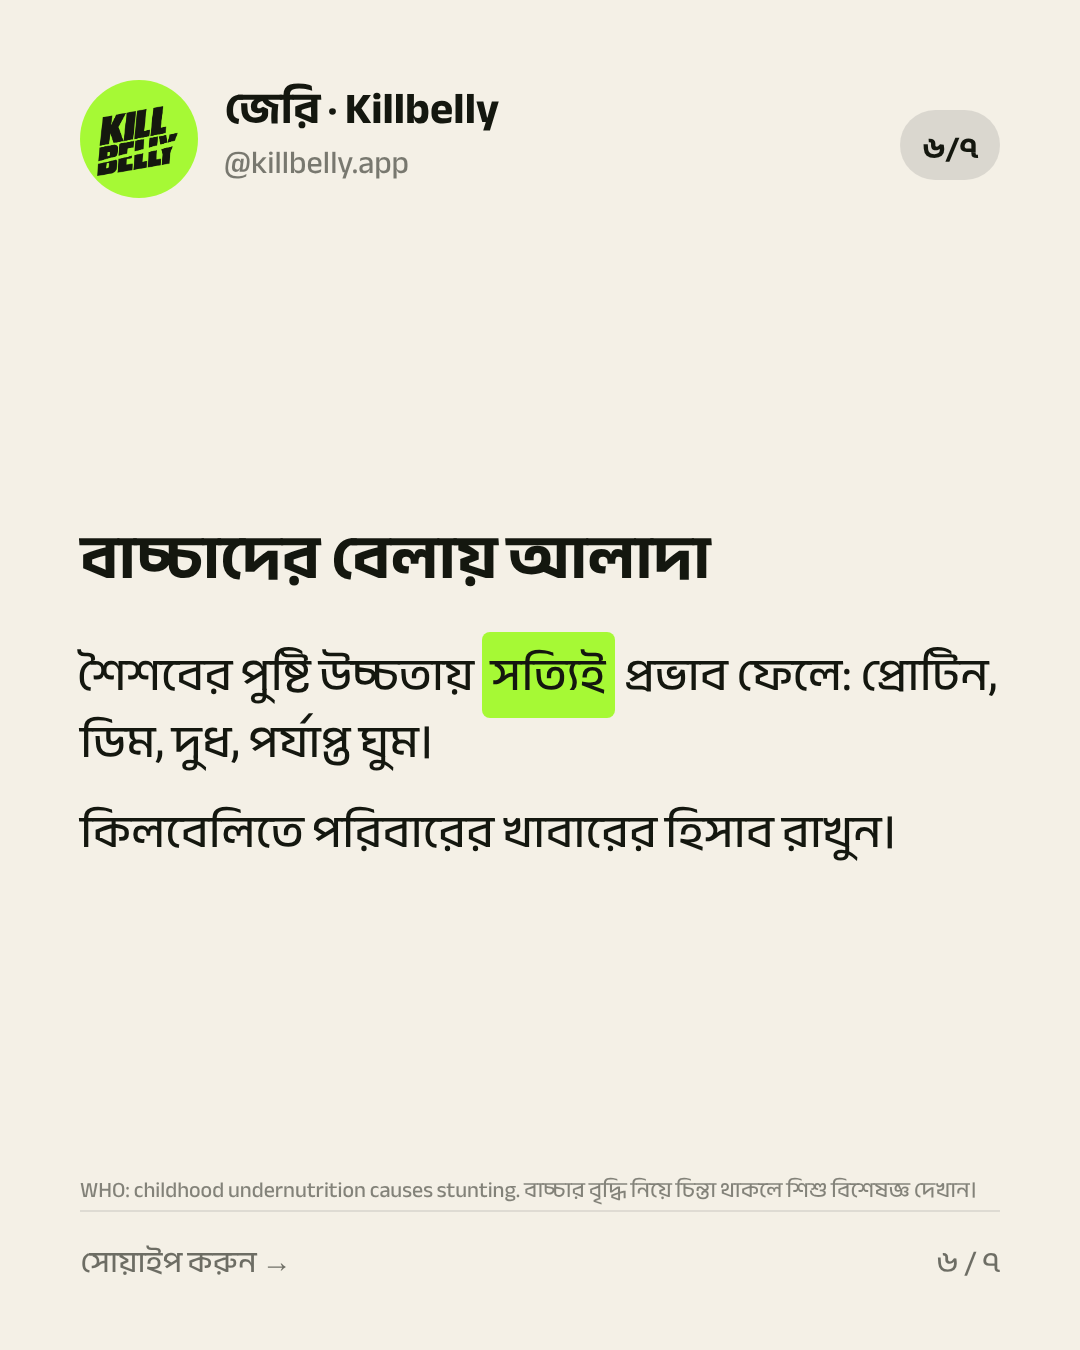 KILL
BELLY
জেরি · Killbelly
@killbelly.app
৬/৭
বাচ্চাদের বেলায় আলাদা
শৈশবের পুষ্টি উচ্চতায় সত্যিই প্রভাব ফেলে: প্রোটিন,
ডিম, দুধ, পর্যাপ্ত ঘুম।
কিলবেলিতে পরিবারের খাবারের হিসাব রাখুন।
WHO: childhood undernutrition causes stunting. বাচ্চার বৃদ্ধি নিয়ে চিন্তা থাকলে শিশু বিশেষজ্ঞ দেখান।
সোয়াইপ করুন →
৬ / ৭